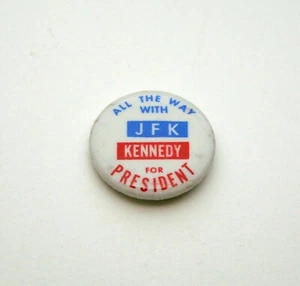 ALL THE WAY
WITH
JFK
KENNEDY
FOR
PRESIDENT